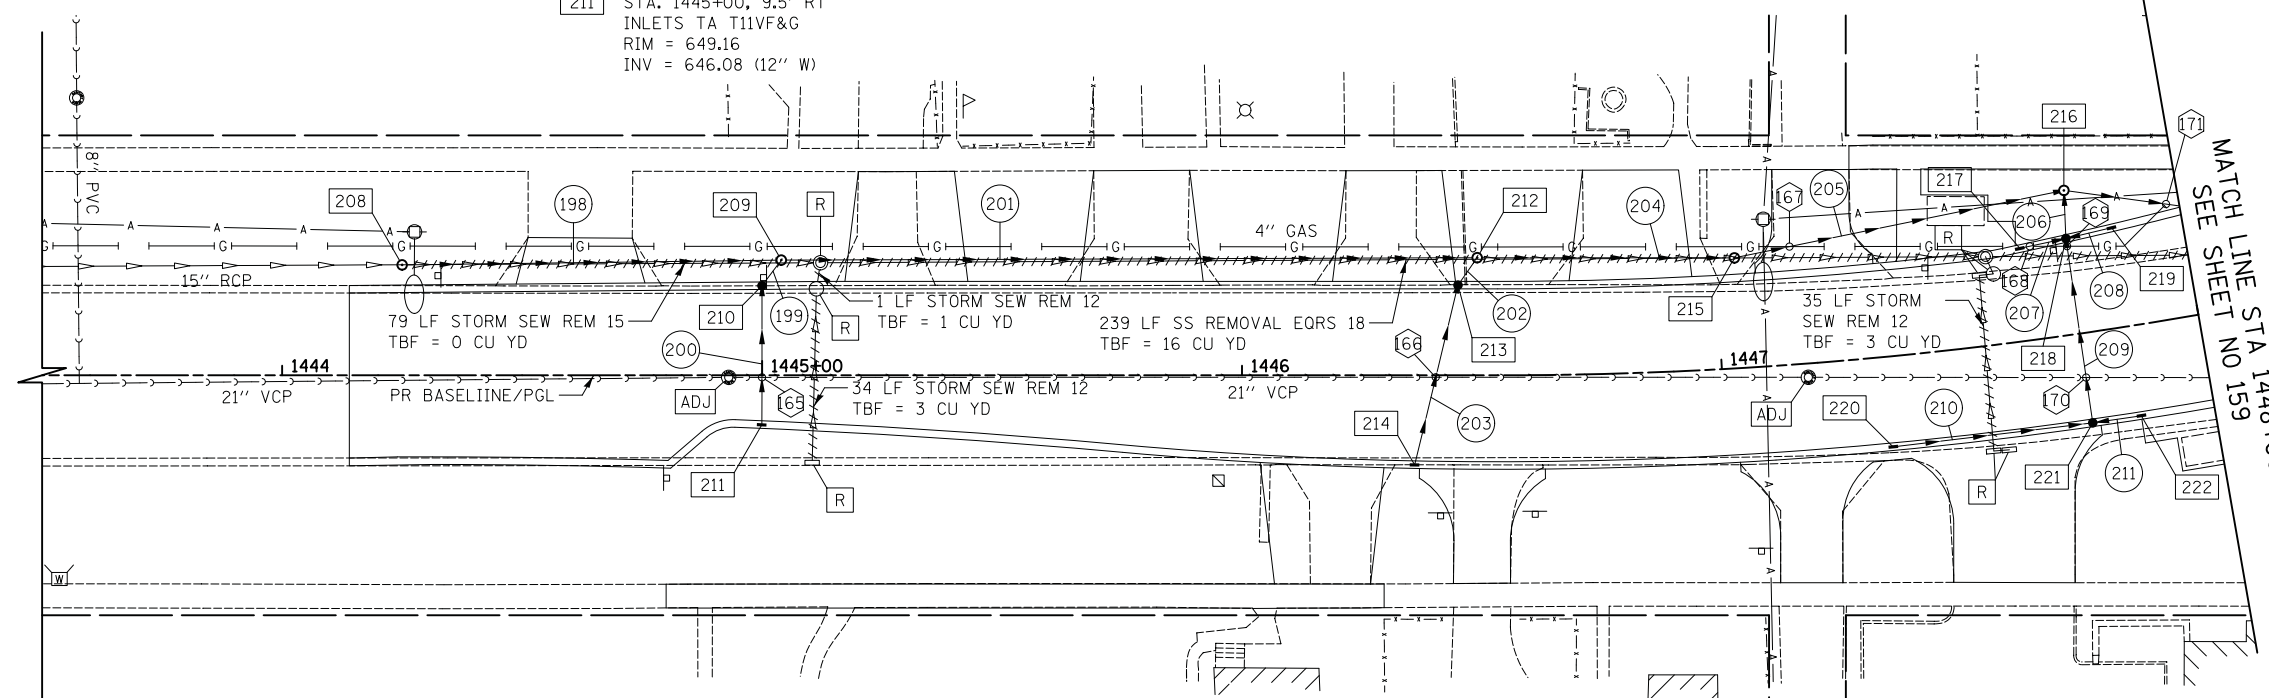 211 STA. 1445+00, 9.5' RT
INLETS TA T11VF&G
RIM = 649.16
INV = 646.08 (12'' W)
8'' PVC
208
198
209
R
201
4'' GAS
212
204
167
205
217
216
171
206
169
R
A A A A A
G G G G G G G G G G G G
15'' RCP
79 LF STORM SEW REM 15
TBF = 0 CU YD
210
199
1 LF STORM SEW REM 12
TBF = 1 CU YD
R
239 LF SS REMOVAL EQRS 18
TBF = 16 CU YD
202
213
215
35 LF STORM
SEW REM 12
TBF = 3 CU YD
168
207
208
219
218
209
200
166
1444
1445+00
1446
1447
21'' VCP
PR BASELIINE/PGL
ADJ
165
34 LF STORM SEW REM 12
TBF = 3 CU YD
21'' VCP
203
214
ADJ
220
210
170
211
R
R
221
211
222
W
MATCH LINE STA
SEE SHEET NO 159